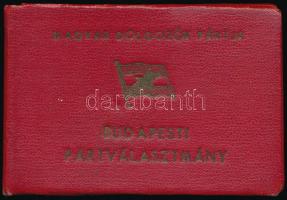 MAGYAR DOLGOZÓK PÁRTJA
darabanth
BUDAPESTI
PÁRTVÁLASZTMÁNY